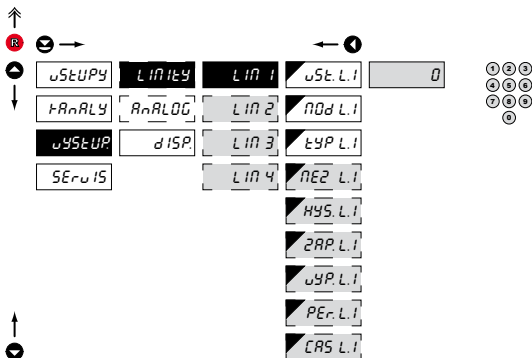 R
VSTUPY LIMITY LIM 1 VST. L.1 0
KANALY ANALOG LIM 2 MOD L.1
VYSTUP. DISP. LIM 3 TYP L.1
SERVIS LIM 4 MEZ L.1
HYS. L.1
ZAP. L.1
VYP. L.1
PER. L.1
CAS L.1
1 2 3
4 5 6
7 8 9
0